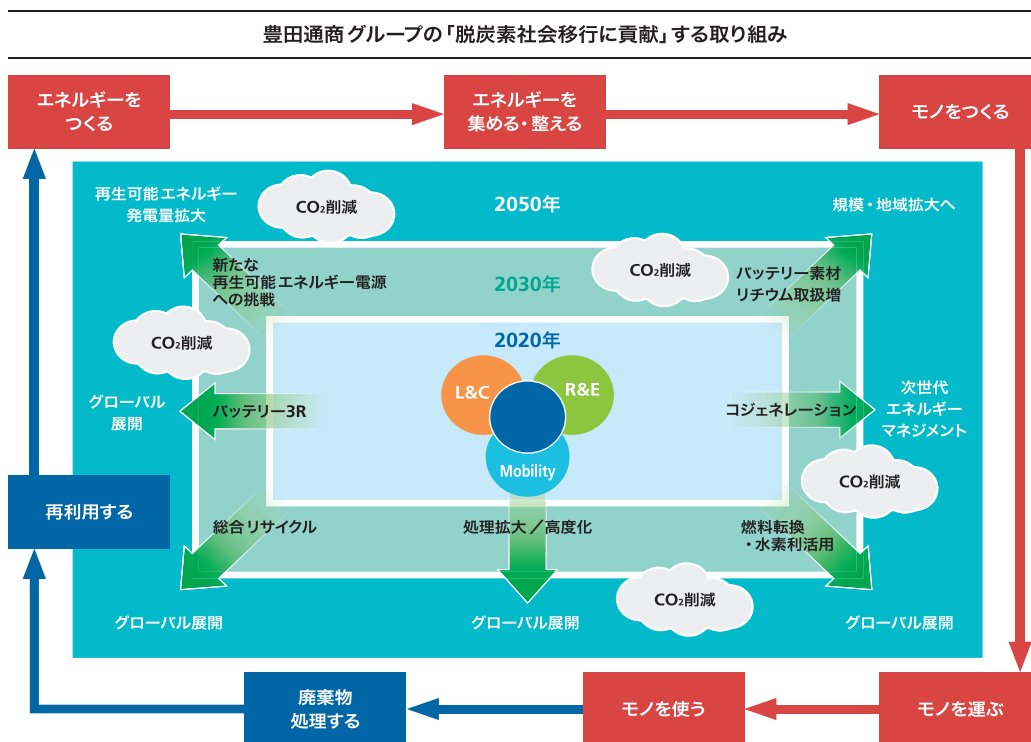 豊田通商グループの「脱炭素社会移行に貢献」する取り組み
エネルギーを
つくる
エネルギーを
集める・整える
モノをつくる
再生可能エネルギー
発電量拡大
CO₂削減
2050年
規模・地域拡大へ
新たな
再生可能エネルギー電源
への挑戦
2030年
CO₂削減
バッテリー素材
リチウム取扱増
CO₂削減
2020年
L&C
R&E
Mobility
グローバル
展開
バッテリー3R
コジェネレーション
次世代
エネルギー
マネジメント
CO₂削減
再利用する
総合リサイクル
処理拡大/高度化
燃料転換
・水素利活用
CO₂削減
グローバル展開
グローバル展開
グローバル展開
廃棄物
処理する
モノを使う
モノを運ぶ